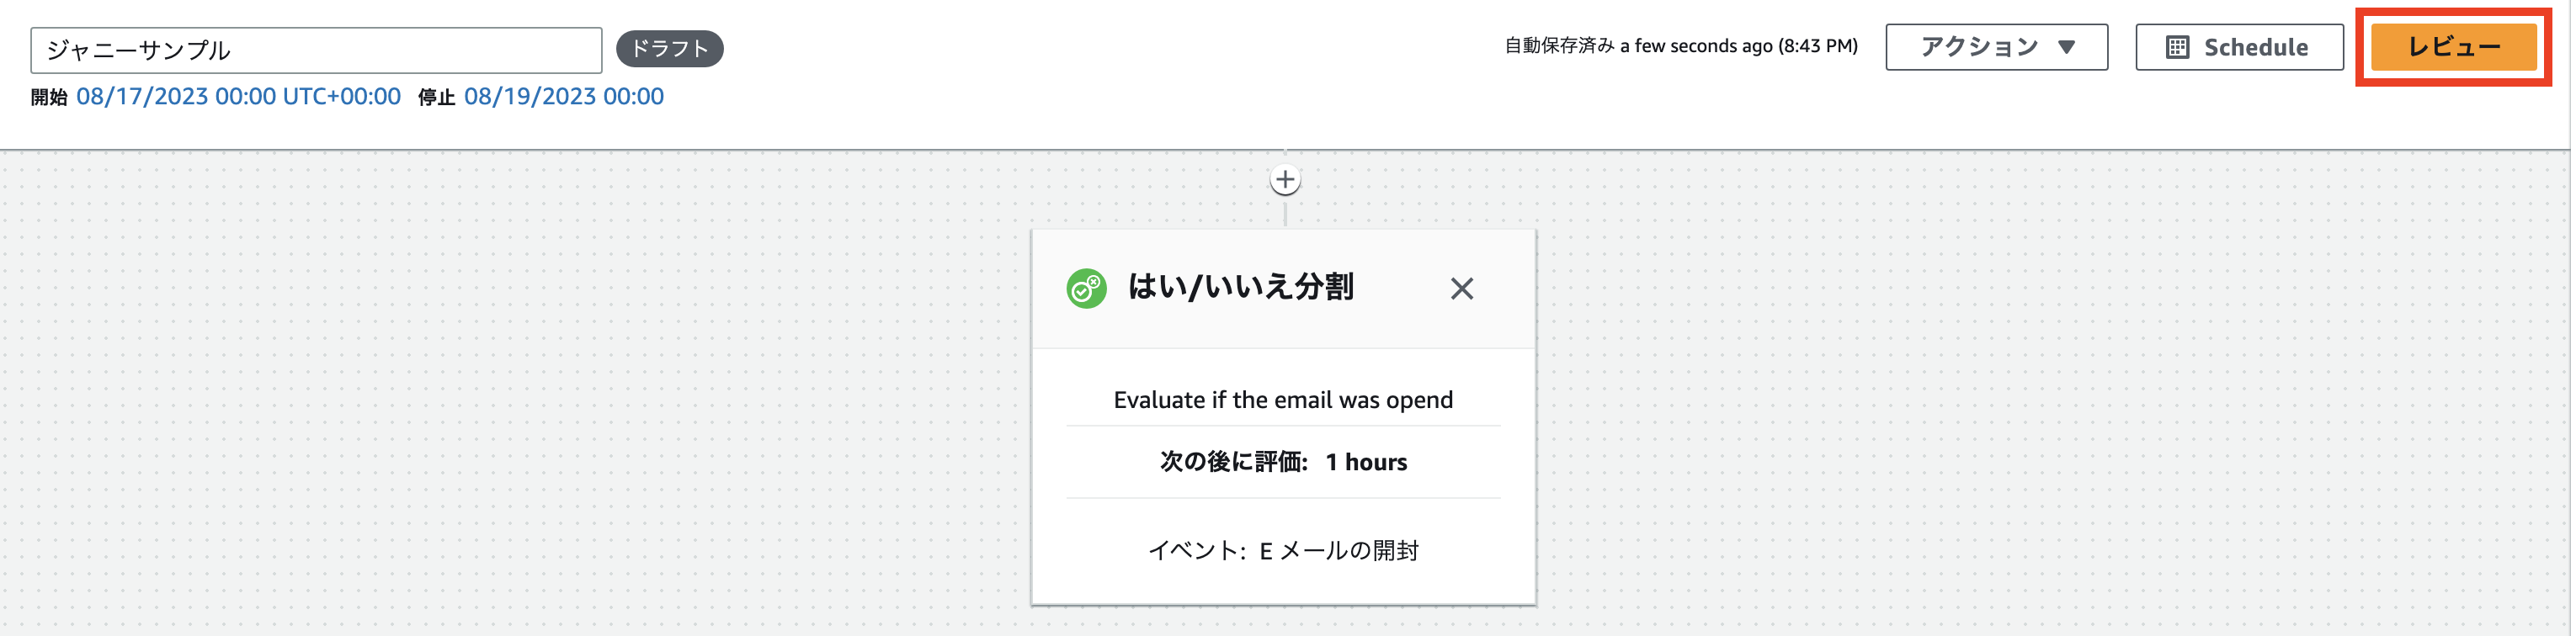 ジャニーサンプル
ドラフト
自動保存済み a few seconds ago (8:43 PM)
アクション ▼
Schedule
レビュー
開始 08/17/2023 00:00 UTC+00:00 停止 08/19/2023 00:00
はい/いいえ分割
Evaluate if the email was opend
次の後に評価: 1 hours
イベント: E メールの開封